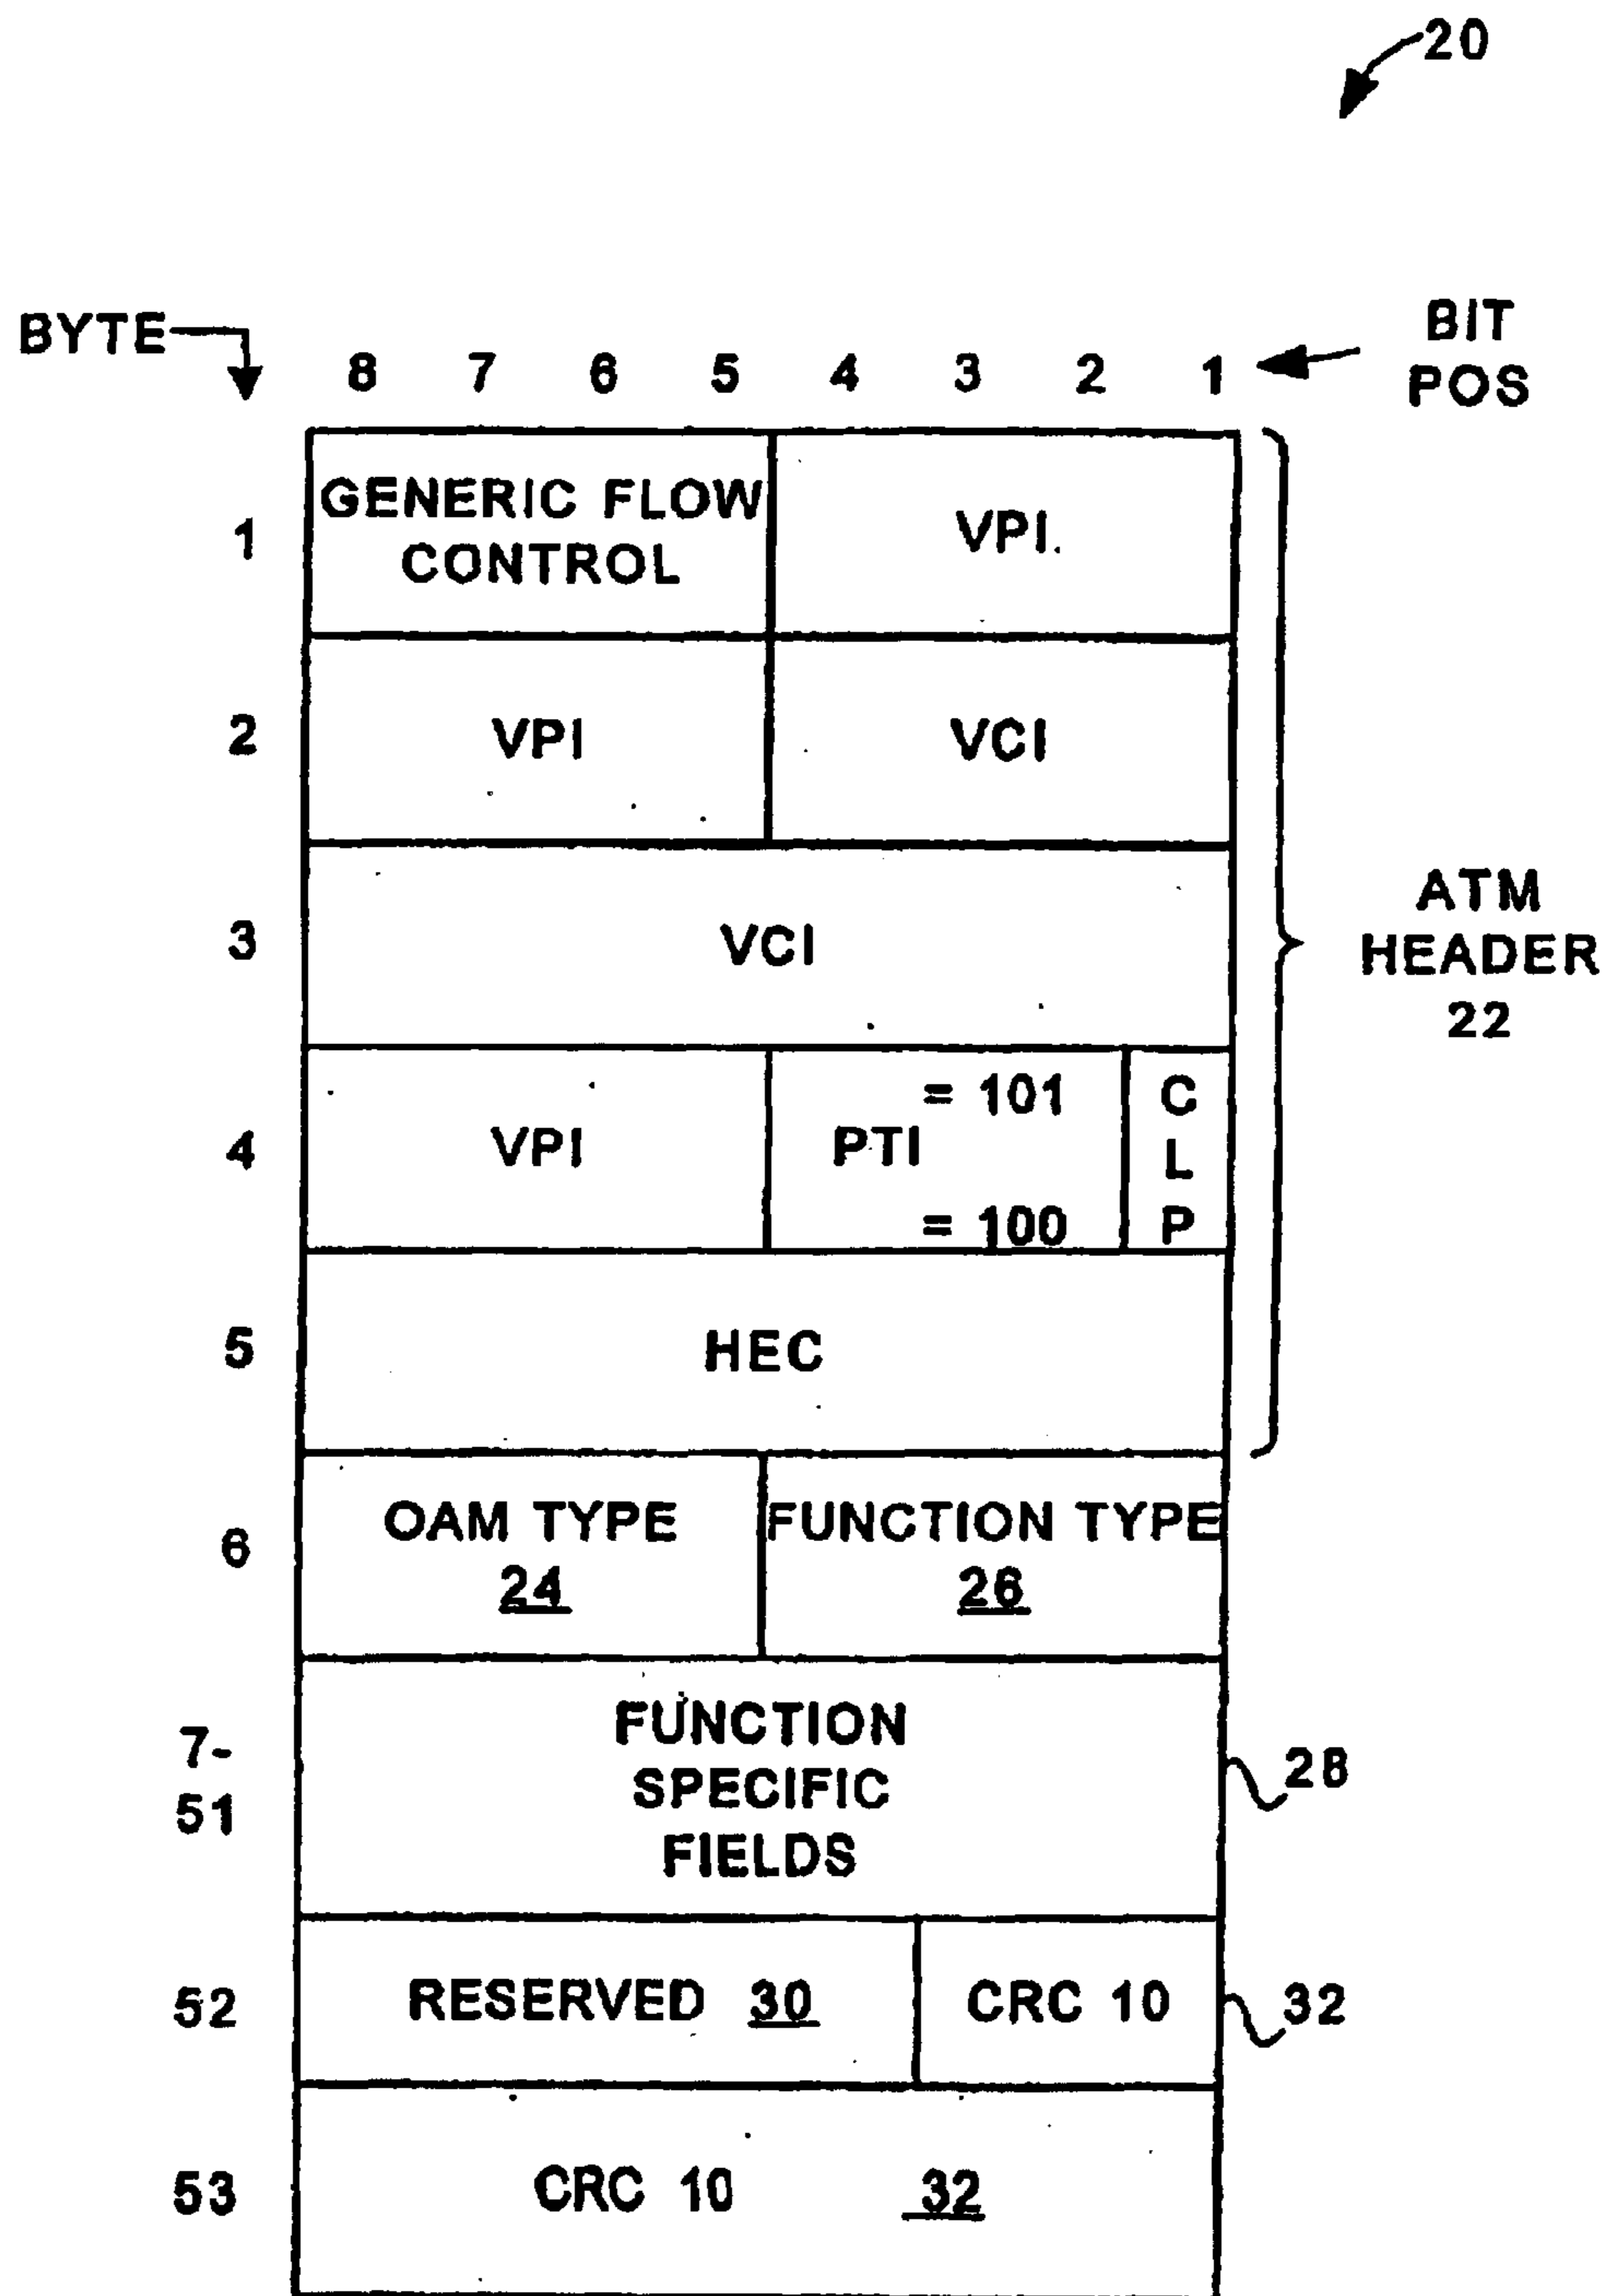 20
BYTE
8 7 6 5 4 3 2 1
BIT
POS
1
GENERIC FLOW
CONTROL
VPI
2
VPI
VCI
3
VCI
ATM
HEADER
22
4
VPI
PTI
= 101
= 100
C
L
P
5
HEC
6
OAM TYPE
24
FUNCTION TYPE
26
7-
51
FUNCTION
SPECIFIC
FIELDS
28
52
RESERVED 30
CRC 10
32
53
CRC 10 32